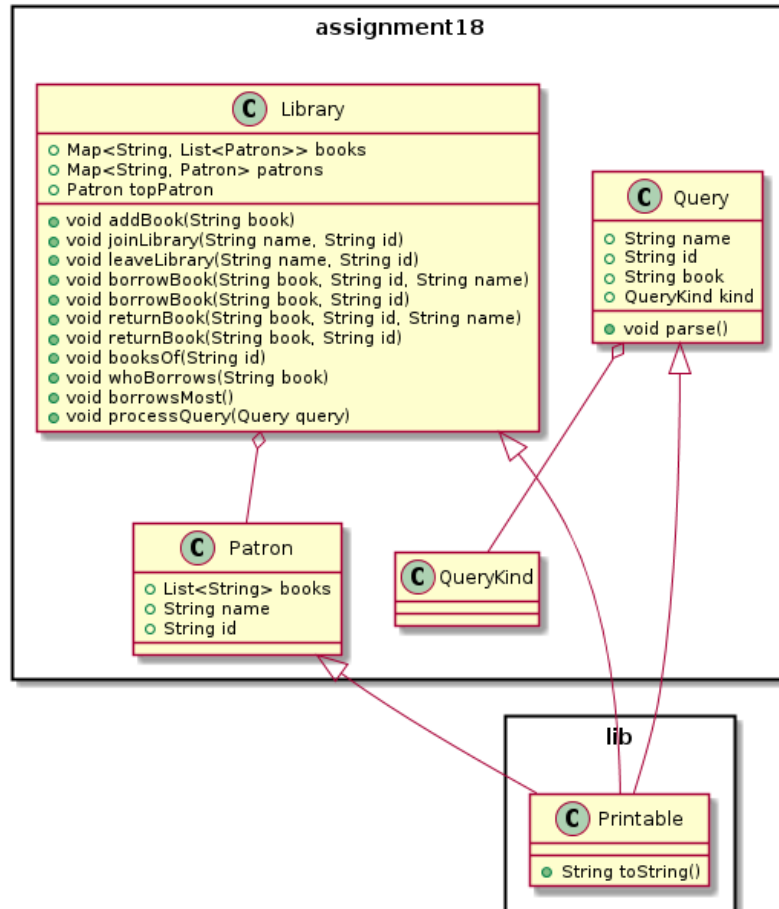 assignment18
C Library
Map<String, List<Patron>> books
Map<String, Patron> patrons
Patron topPatron
void addBook(String book)
void joinLibrary(String name, String id)
void leaveLibrary(String name, String id)
void borrowBook(String book, String id, String name)
void borrowBook(String book, String id)
void returnBook(String book, String id, String name)
void returnBook(String book, String id)
void booksOf(String id)
void whoBorrows(String book)
void borrowsMost()
void processQuery(Query query)
C Query
String name
String id
String book
QueryKind kind
void parse()
C Patron
List<String> books
String name
String id
C QueryKind
lib
C Printable
String toString()